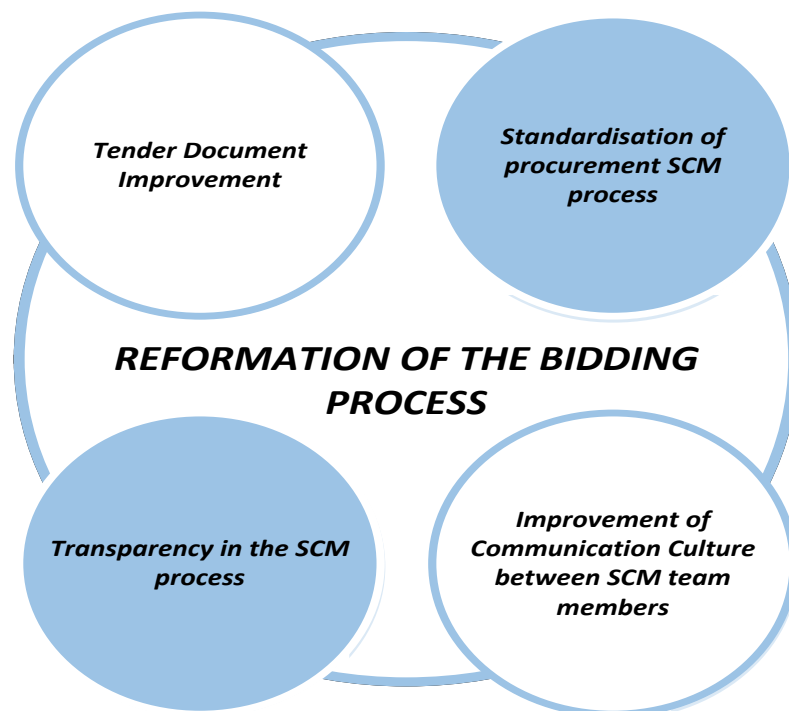 Tender Document
Improvement
Standardisation of
procurement SCM
process
REFORMATION OF THE BIDDING
PROCESS
Transparency in the SCM
process
Improvement of
Communication Culture
between SCM team
members